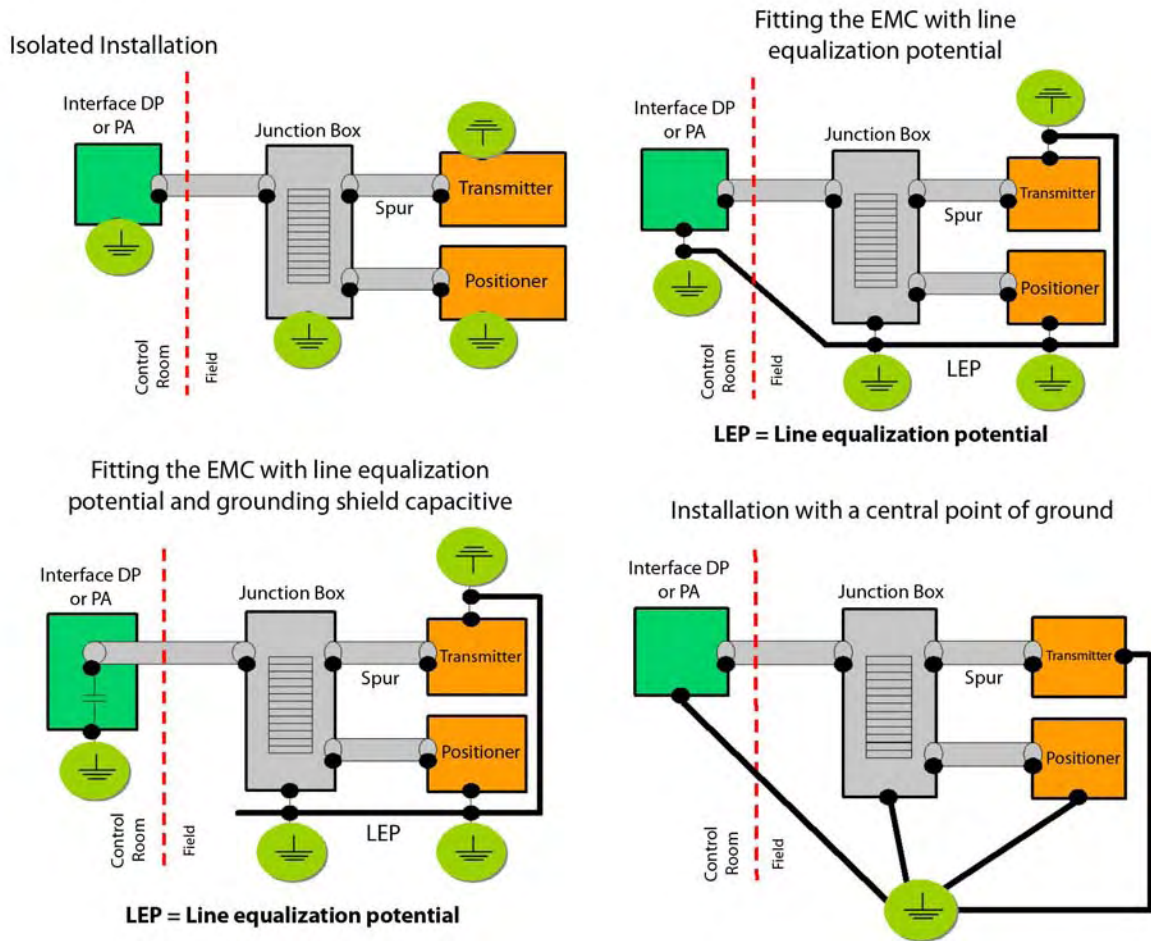 Isolated Installation
Interface DP
or PA
Junction Box
Transmitter
Spur
Positioner
Control
Room
Field
Fitting the EMC with line
equalization potential
Interface DP
or PA
Junction Box
Transmitter
Spur
Positioner
Control
Room
Field
LEP
LEP = Line equalization potential
Fitting the EMC with line equalization
potential and grounding shield capacitive
Interface DP
or PA
Junction Box
Transmitter
Spur
Positioner
Control
Room
Field
LEP
LEP = Line equalization potential
Installation with a central point of ground
Interface DP
or PA
Junction Box
Transmitter
Spur
Positioner
Control
Room
Field